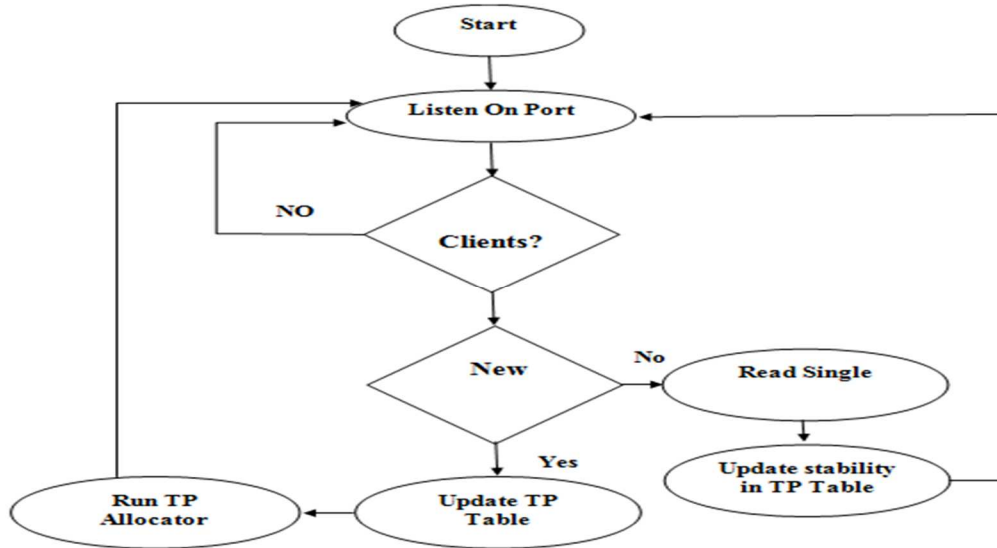 Start
Listen On Port
NO
Clients?
New
No
Read Single
Yes
Update stability
in TP Table
Run TP
Allocator
Update TP
Table